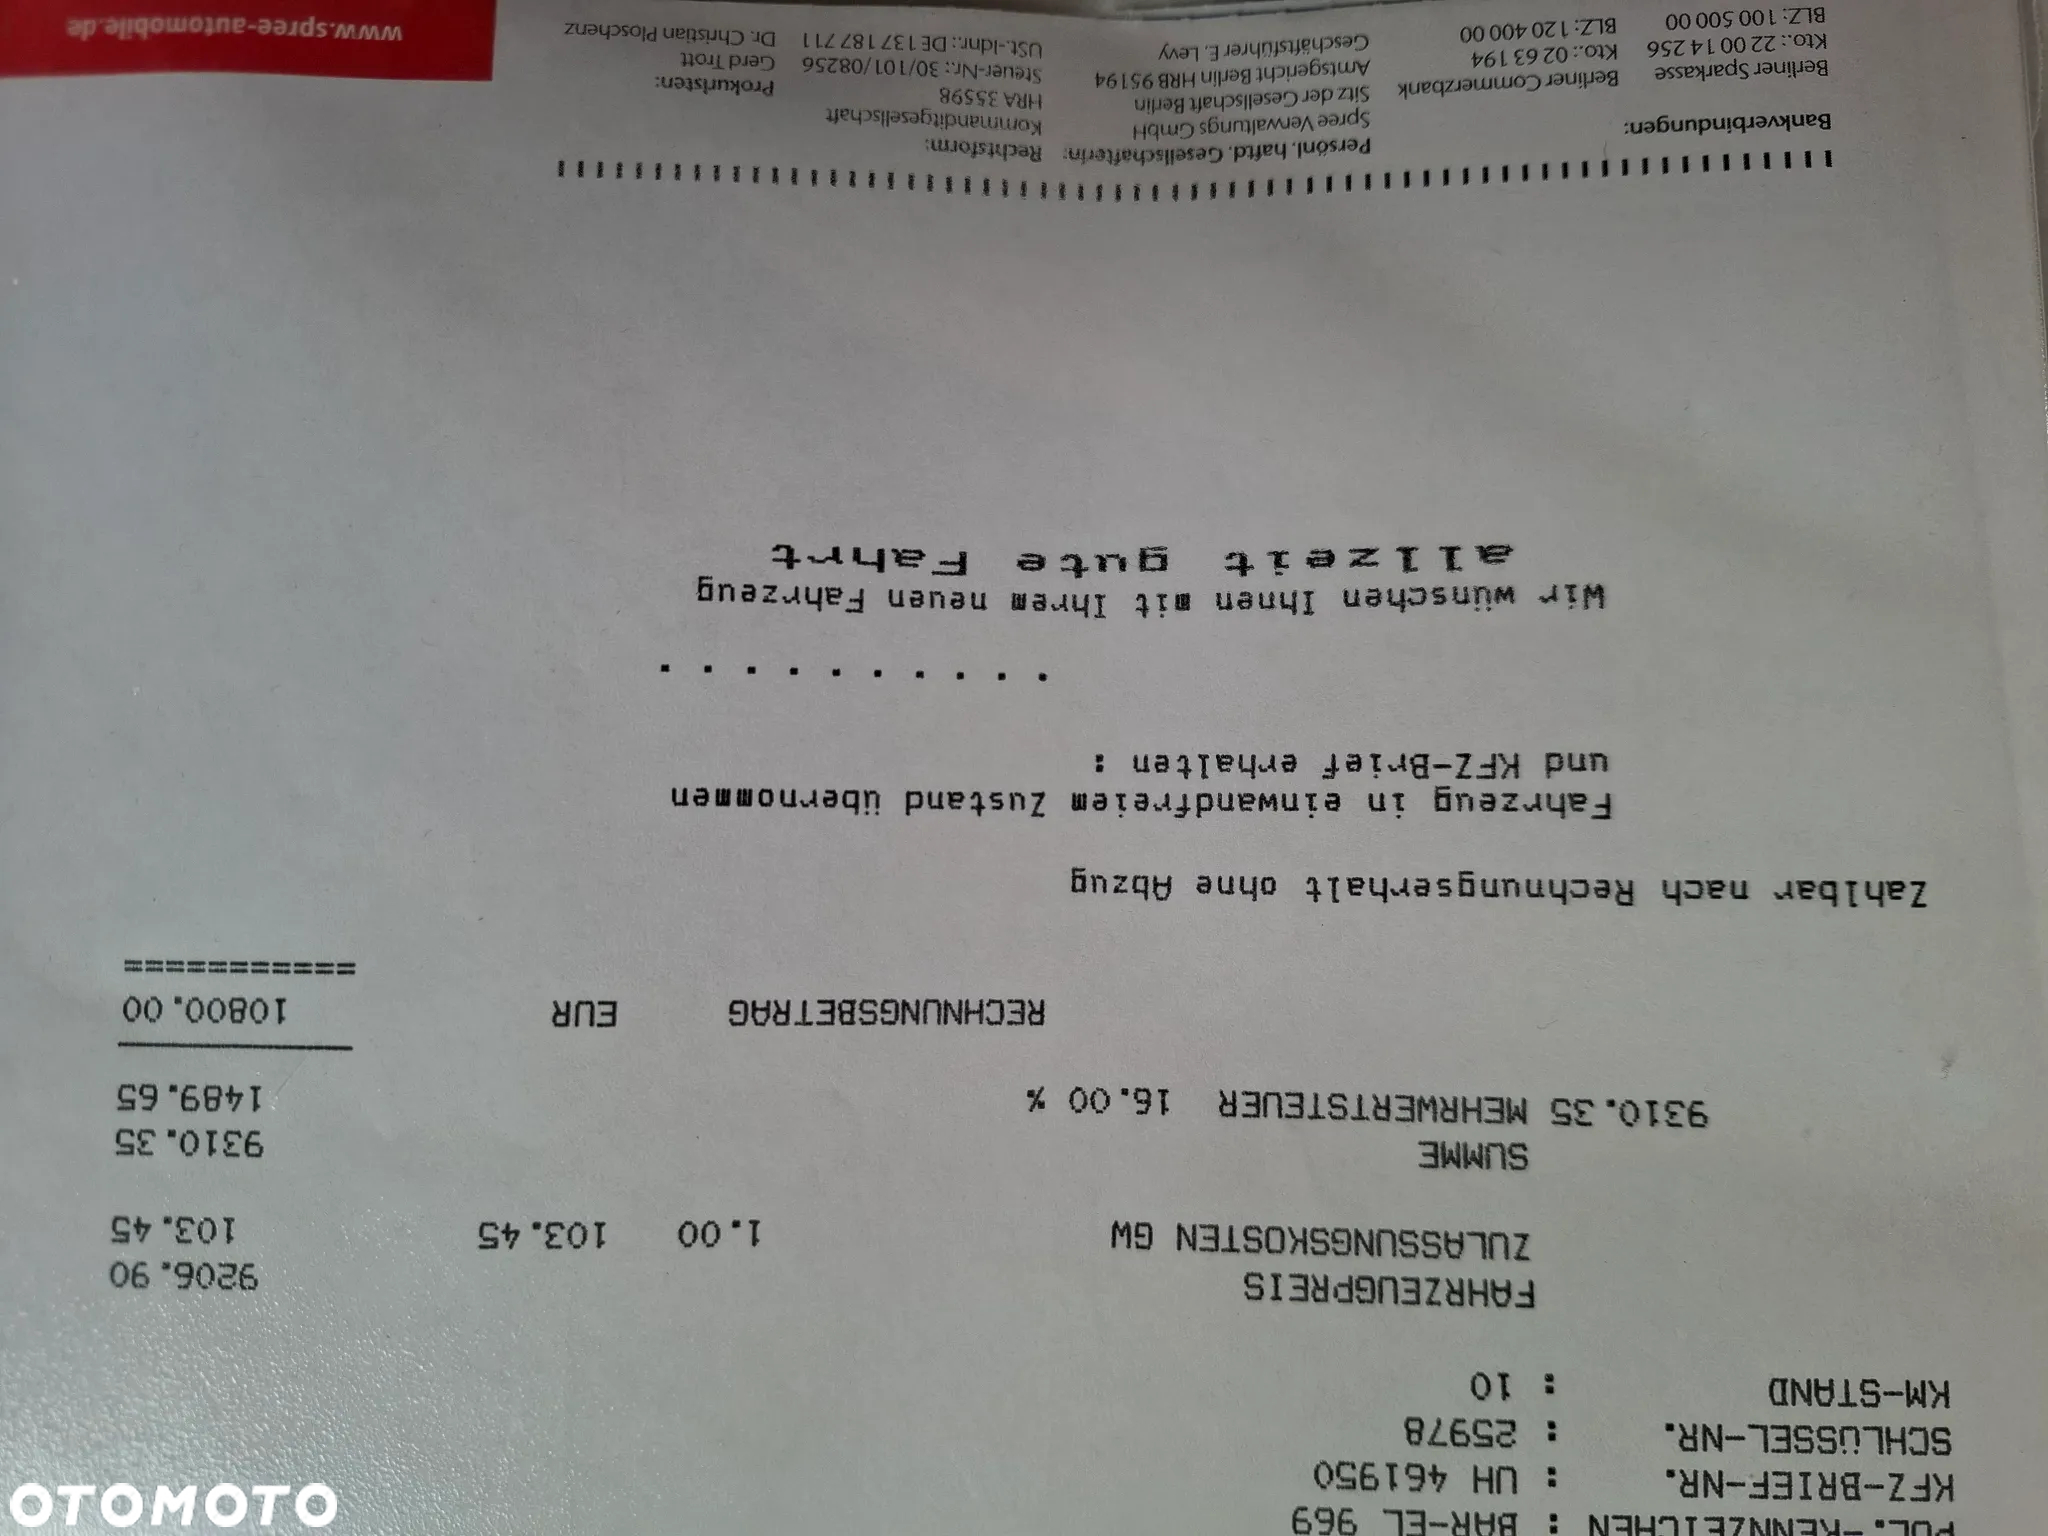 POL.-KENNZEICHEN : BAR-EL 969
KFZ-BRIEF-NR. : UH 461950
SCHLÜSSEL-NR. : 25978
KM-STAND : 10
FAHRZEUGPREIS 9206.90
ZULASSUNGSKOSTEN GW 1.00 103.45 103.45
SUMME 9310.35
9310.35 MEHRWERTSTEUER 16.00 % 1489.65
RECHNUNGSBETRAG EUR 10800.00
===========
Zahlbar nach Rechnungserhalt ohne Abzug
Fahrzeug in einwandfreiem Zustand übernommen
und KFZ-Brief erhalten :
. . . . . . . . . .
Wir wünschen Ihnen mit Ihrem neuen Fahrzeug
allzeit gute Fahrt
Bankverbindungen:
Berliner Sparkasse
Kto.: 22 00 14 256
BLZ: 100 500 00
Berliner Commerzbank
Kto.: 02 63 194
BLZ: 120 400 00
Persönl. haftd. Gesellschafterin:
Spree Verwaltungs GmbH
Sitz der Gesellschaft Berlin
Amtsgericht Berlin HRB 95194
Geschäftsführer E. Levy
Rechtsform:
Kommanditgesellschaft
HRA 35598
Steuer-Nr.: 30/101/08256
USt.-Idnr.: DE 137 187 711
Prokuristen:
Gerd Trott
Dr. Christian Ploschenz
www.spree-automobile.de
OTOMOTO